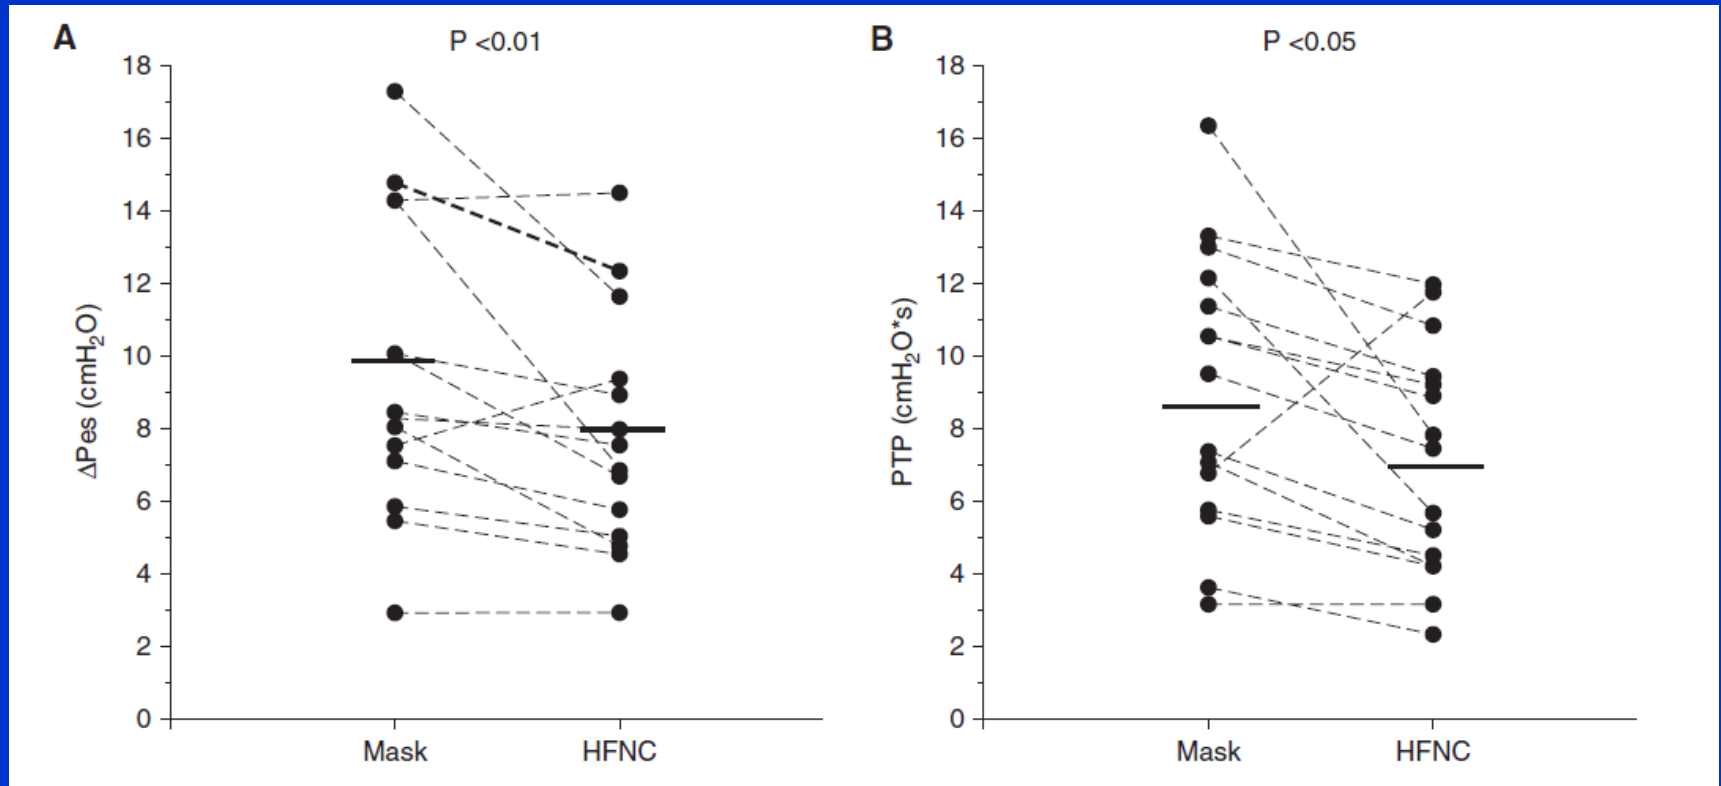 A
P <0.01
18
16
14
12
10
8
6
4
2
0
ΔPes (cmH₂O)
Mask HFNC
B
P <0.05
18
16
14
12
10
8
6
4
2
0
PTP (cmH₂O*s)
Mask HFNC